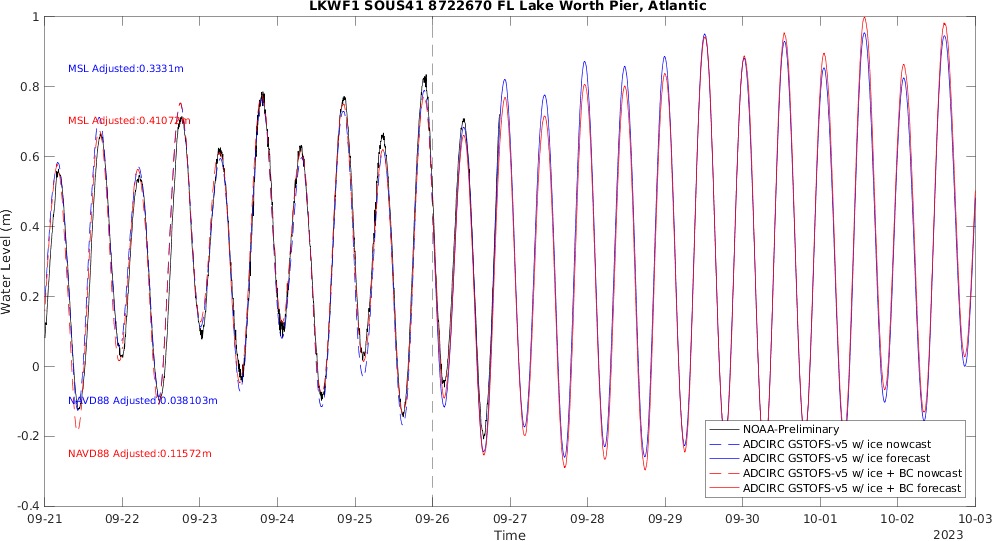 LKWF1 SOUS41 8722670 FL Lake Worth Pier, Atlantic
1
0.8
0.6
0.4
0.2
0
-0.2
-0.4
Water Level (m)
MSL Adjusted:0.3331m
MSL Adjusted:0.41072m
NAVD88 Adjusted:0.038103m
NAVD88 Adjusted:0.11572m
NOAA-Preliminary
ADCIRC GSTOFS-v5 w/ ice nowcast
ADCIRC GSTOFS-v5 w/ ice forecast
ADCIRC GSTOFS-v5 w/ ice + BC nowcast
ADCIRC GSTOFS-v5 w/ ice + BC forecast
09-21 09-22 09-23 09-24 09-25 09-26 09-27 09-28 09-29 09-30 10-01 10-02 10-03
Time
2023